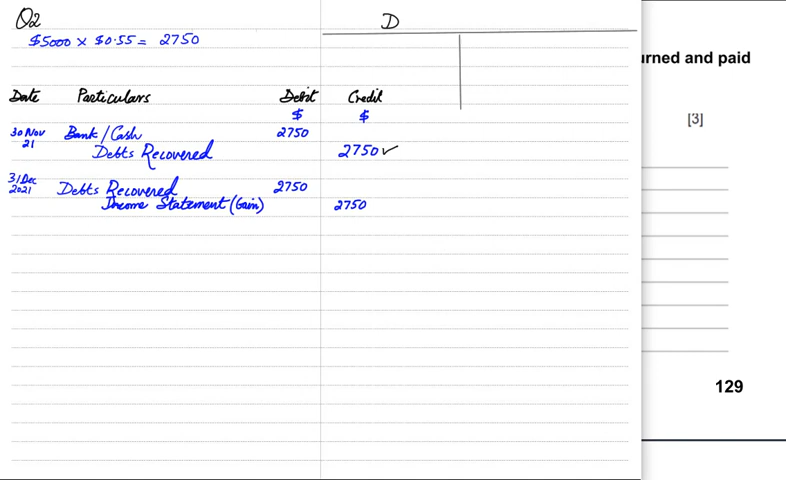 Q2
D
$5000 × $0.55 = 2750
Date Particulars Debit Credit
$ $
30 Nov 21 Bank/Cash 2750
Debts Recovered 2750✓
31 Dec 2021 Debts Recovered 2750
Income Statement (Gain) 2750
urned and paid
[3]
129